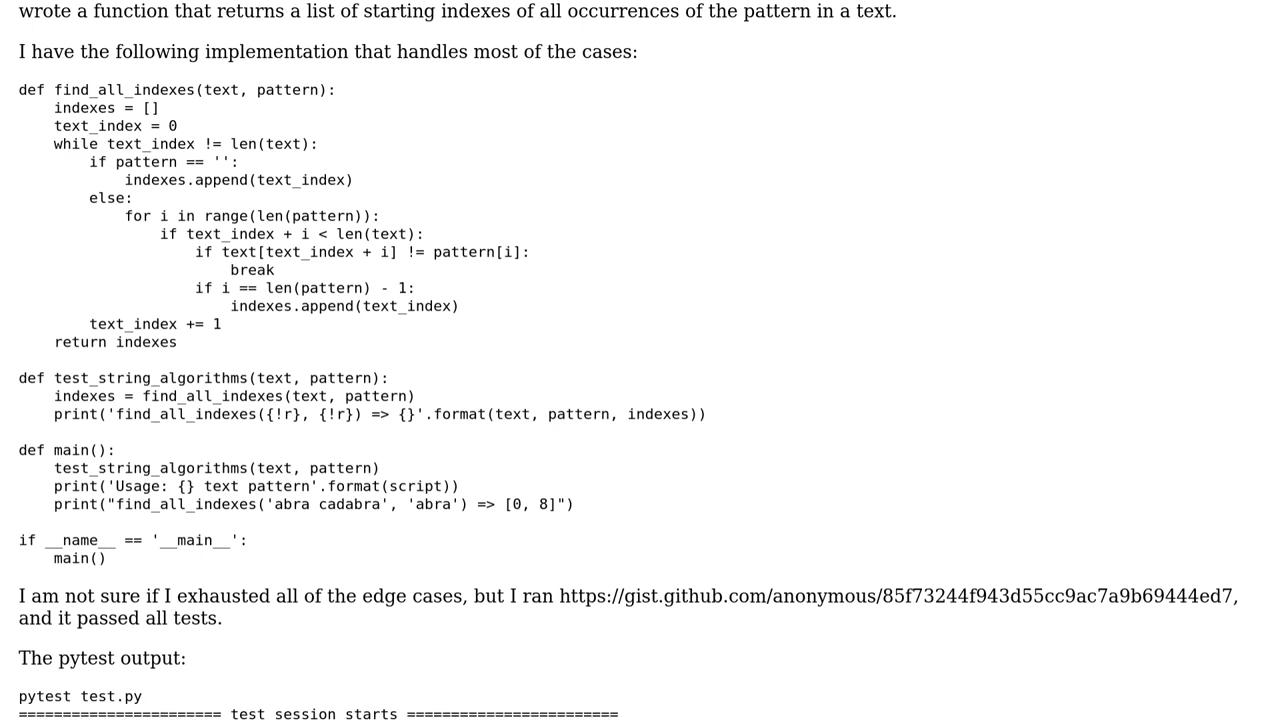 wrote a function that returns a list of starting indexes of all occurrences of the pattern in a text.
I have the following implementation that handles most of the cases:
def find_all_indexes(text, pattern):
    indexes = []
    text_index = 0
    while text_index != len(text):
        if pattern == '':
            indexes.append(text_index)
        else:
            for i in range(len(pattern)):
                if text_index + i < len(text):
                    if text[text_index + i] != pattern[i]:
                        break
                    if i == len(pattern) - 1:
                        indexes.append(text_index)
        text_index += 1
    return indexes
def test_string_algorithms(text, pattern):
    indexes = find_all_indexes(text, pattern)
    print('find_all_indexes({!r}, {!r}) => {}'.format(text, pattern, indexes))
def main():
    test_string_algorithms(text, pattern)
    print('Usage: {} text pattern'.format(script))
    print("find_all_indexes('abra cadabra', 'abra') => [0, 8]")
if __name__ == '__main__':
    main()
I am not sure if I exhausted all of the edge cases, but I ran https://gist.github.com/anonymous/85f73244f943d55cc9ac7a9b69444ed7,
and it passed all tests.
The pytest output:
pytest test.py
======================= test session starts ========================